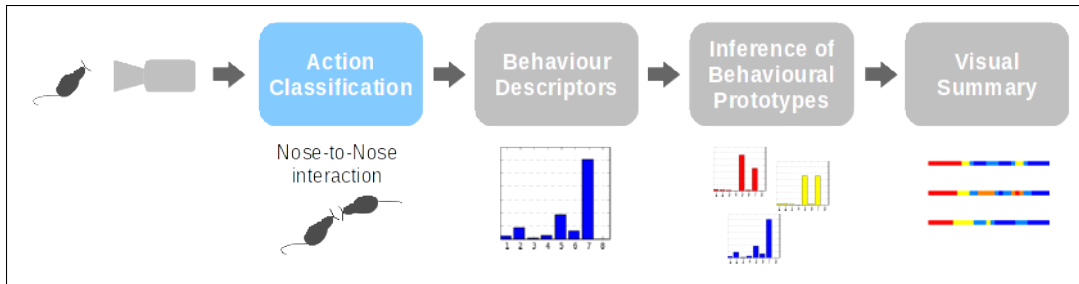 Action
Classification
Behaviour
Descriptors
Inference of
Behavioural
Prototypes
Visual
Summary
Nose-to-Nose
interaction
1 2 3 4 5 6 7 8